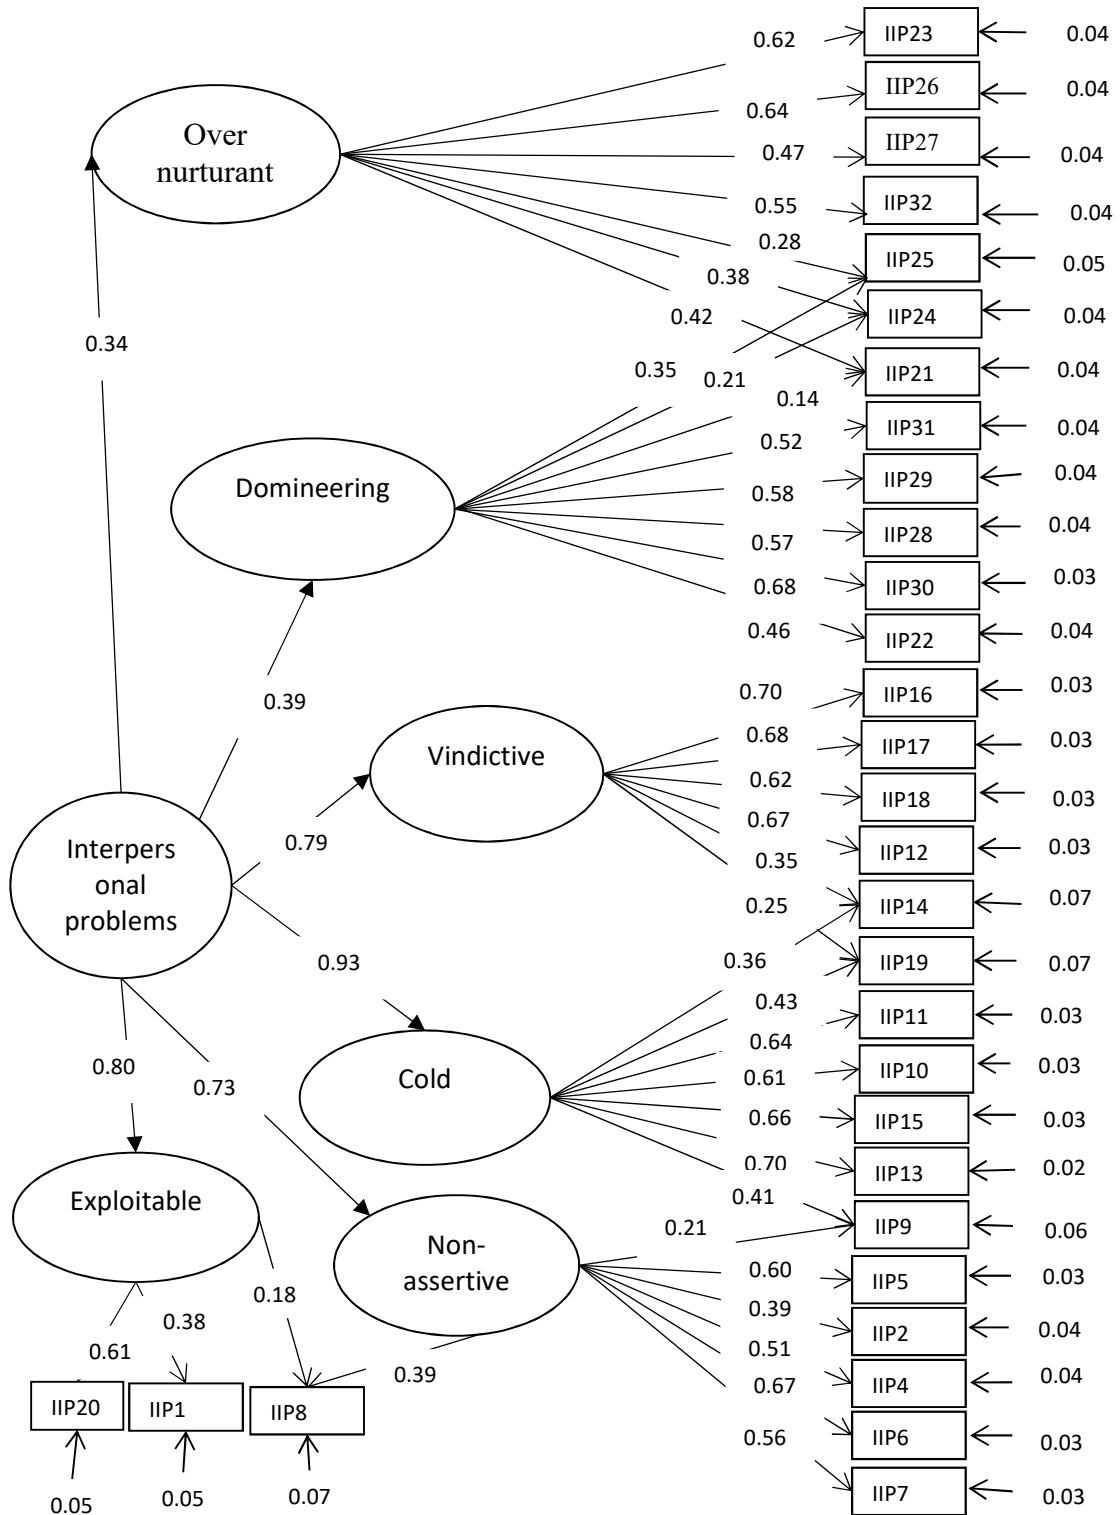 0.62
IIP23
0.04
Over
nurturant
0.64
IIP26
0.04
0.47
IIP27
0.04
0.55
IIP32
0.04
0.28
IIP25
0.05
0.38
IIP24
0.04
0.42
0.34
0.35
0.21
IIP21
0.04
0.14
IIP31
0.04
0.52
Domineering
0.58
IIP29
0.04
0.57
IIP28
0.04
0.68
IIP30
0.03
0.46
IIP22
0.04
0.39
0.70
IIP16
0.03
Vindictive
0.68
IIP17
0.03
0.62
IIP18
0.03
0.79
0.67
IIP12
0.03
Interpers
onal
problems
0.35
0.25
IIP14
0.07
0.93
0.36
IIP19
0.07
0.43
IIP11
0.03
0.64
0.80
0.73
Cold
0.61
IIP10
0.03
0.66
IIP15
0.03
0.70
IIP13
0.02
Exploitable
0.41
0.21
IIP9
0.06
Non-
assertive
0.60
IIP5
0.03
0.18
0.38
0.39
IIP2
0.04
0.61
0.51
0.39
0.67
IIP4
0.04
IIP20
IIP1
IIP8
0.56
IIP6
0.03
0.05
0.05
0.07
IIP7
0.03